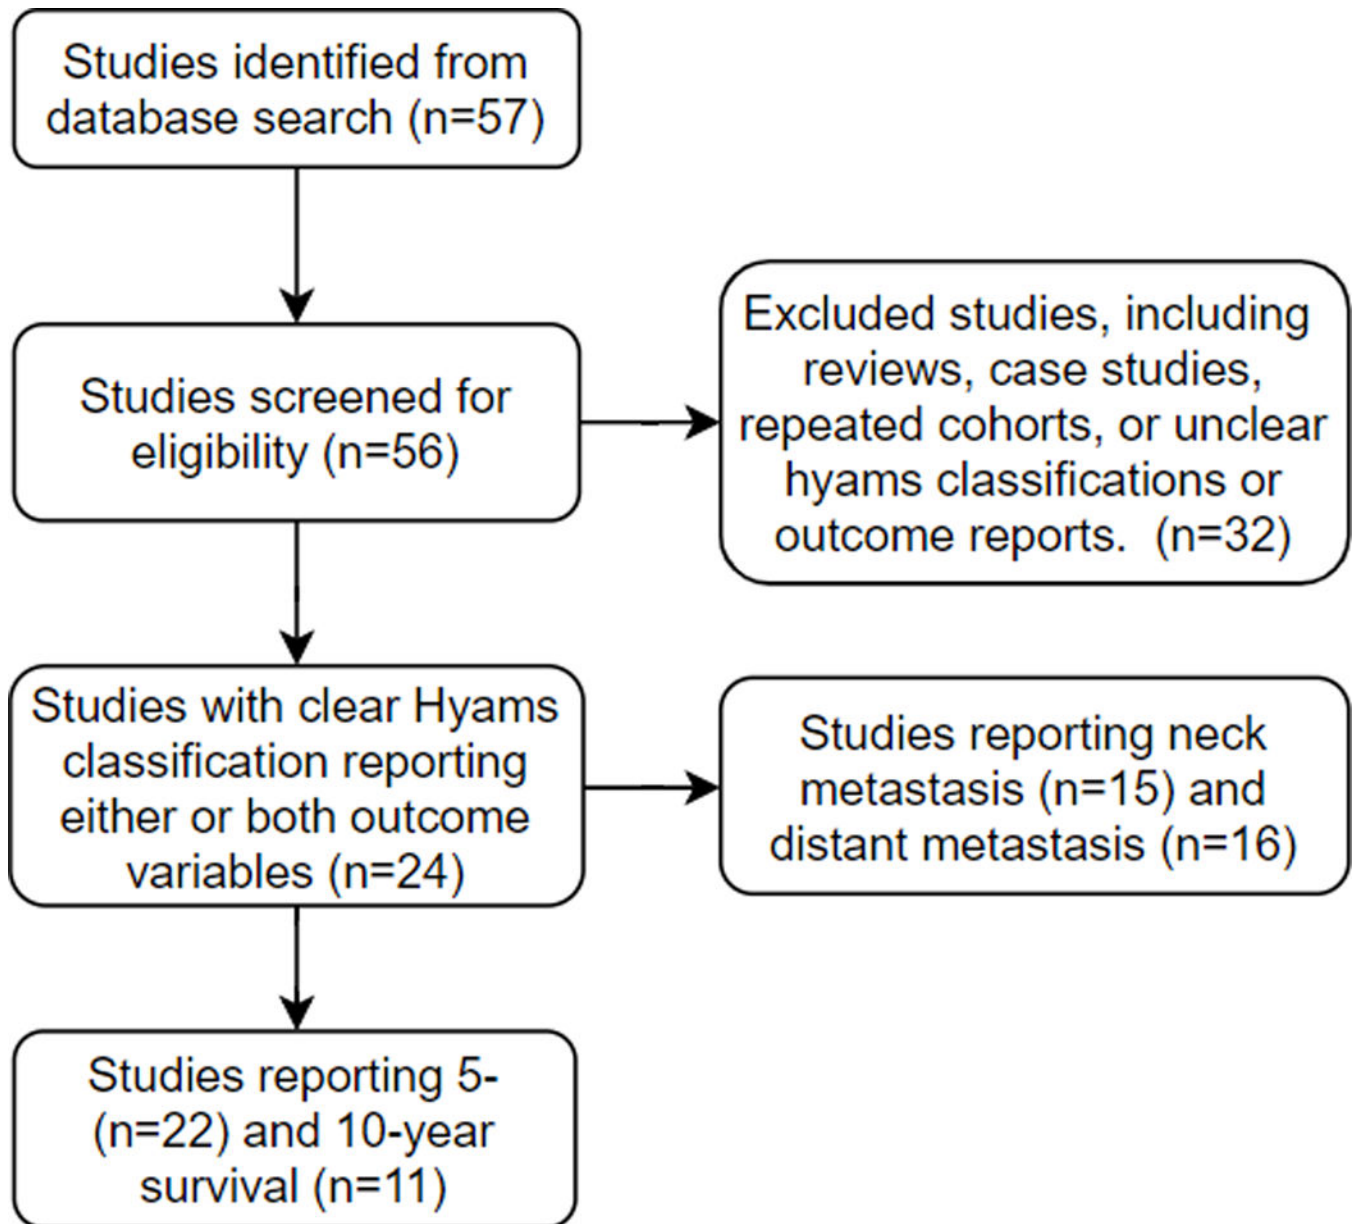 Studies identified from
database search (n=57)
Studies screened for
eligibility (n=56)
Excluded studies, including
reviews, case studies,
repeated cohorts, or unclear
hyams classifications or
outcome reports.  (n=32)
Studies with clear Hyams
classification reporting
either or both outcome
variables (n=24)
Studies reporting neck
metastasis (n=15) and
distant metastasis (n=16)
Studies reporting 5-
(n=22) and 10-year
survival (n=11)